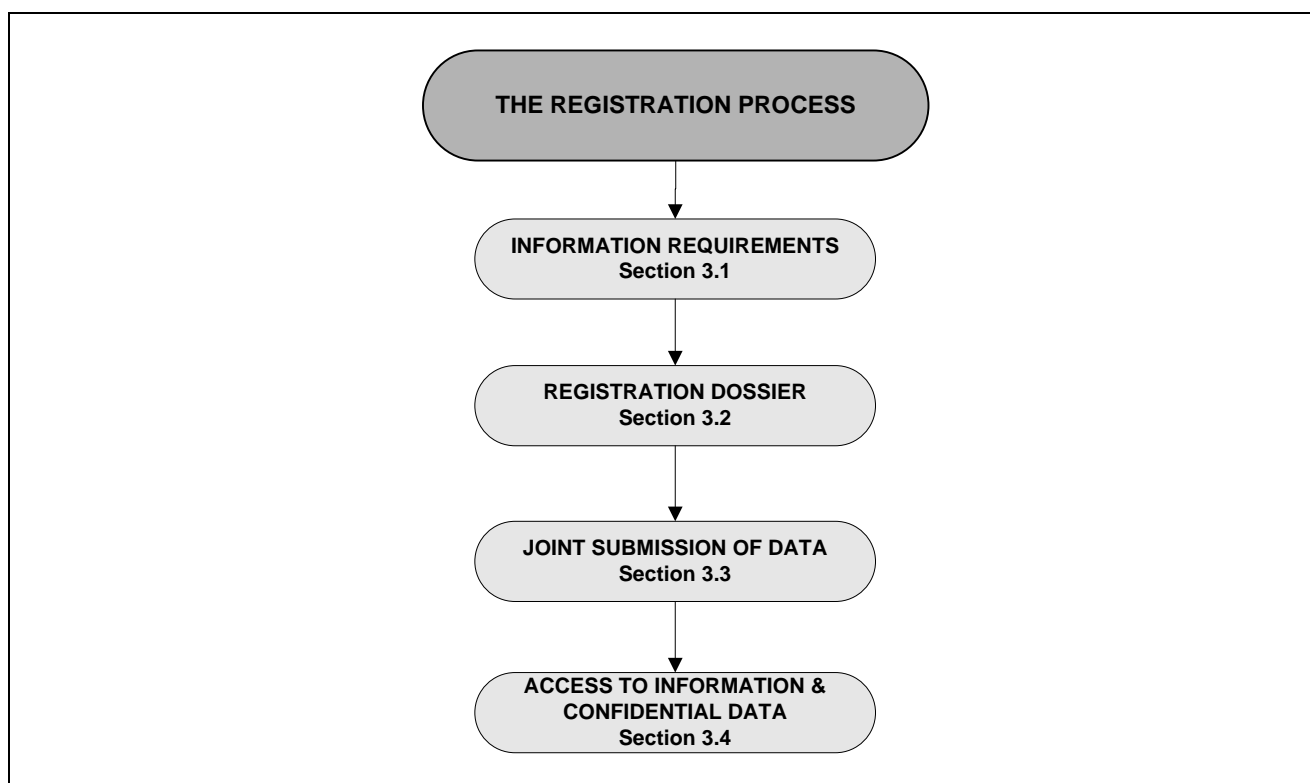 THE REGISTRATION PROCESS
INFORMATION REQUIREMENTS
Section 3.1
REGISTRATION DOSSIER
Section 3.2
JOINT SUBMISSION OF DATA
Section 3.3
ACCESS TO INFORMATION &
CONFIDENTIAL DATA
Section 3.4